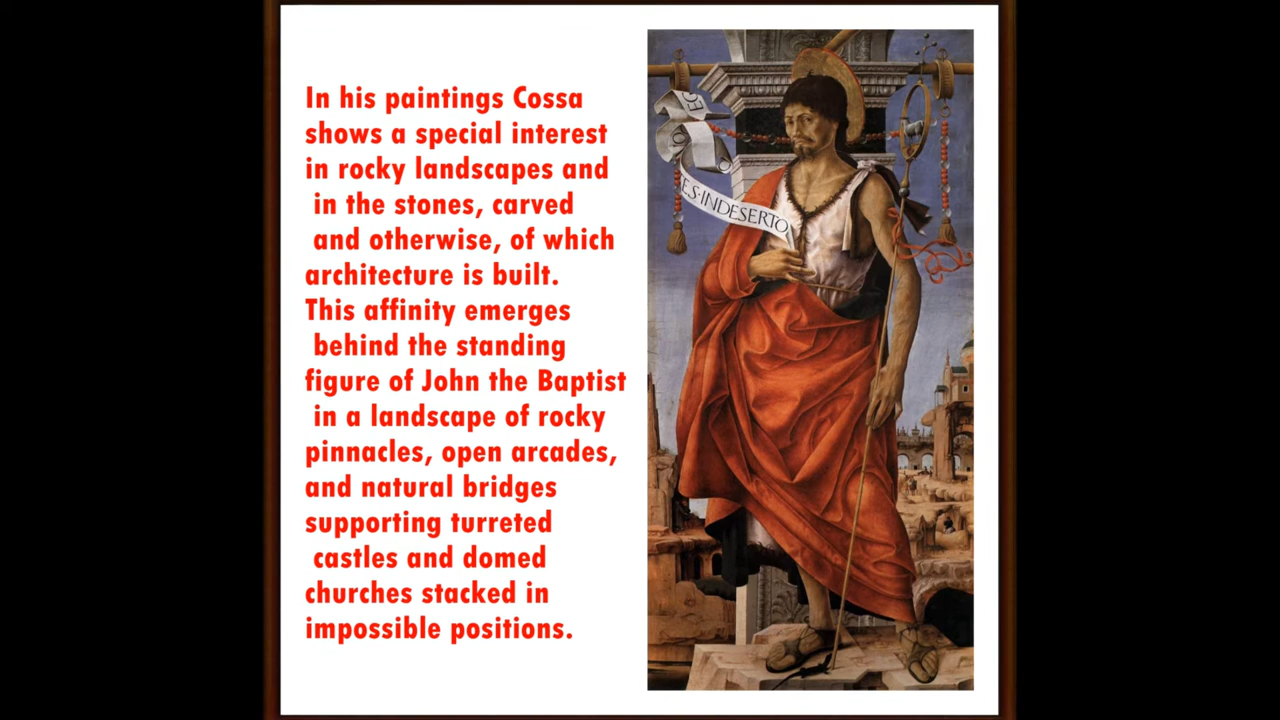 In his paintings Cossa
shows a special interest
in rocky landscapes and
in the stones, carved
and otherwise, of which
architecture is built.
This affinity emerges
behind the standing
figure of John the Baptist
in a landscape of rocky
pinnacles, open arcades,
and natural bridges
supporting turreted
castles and domed
churches stacked in
impossible positions.
ES·INDESERTO